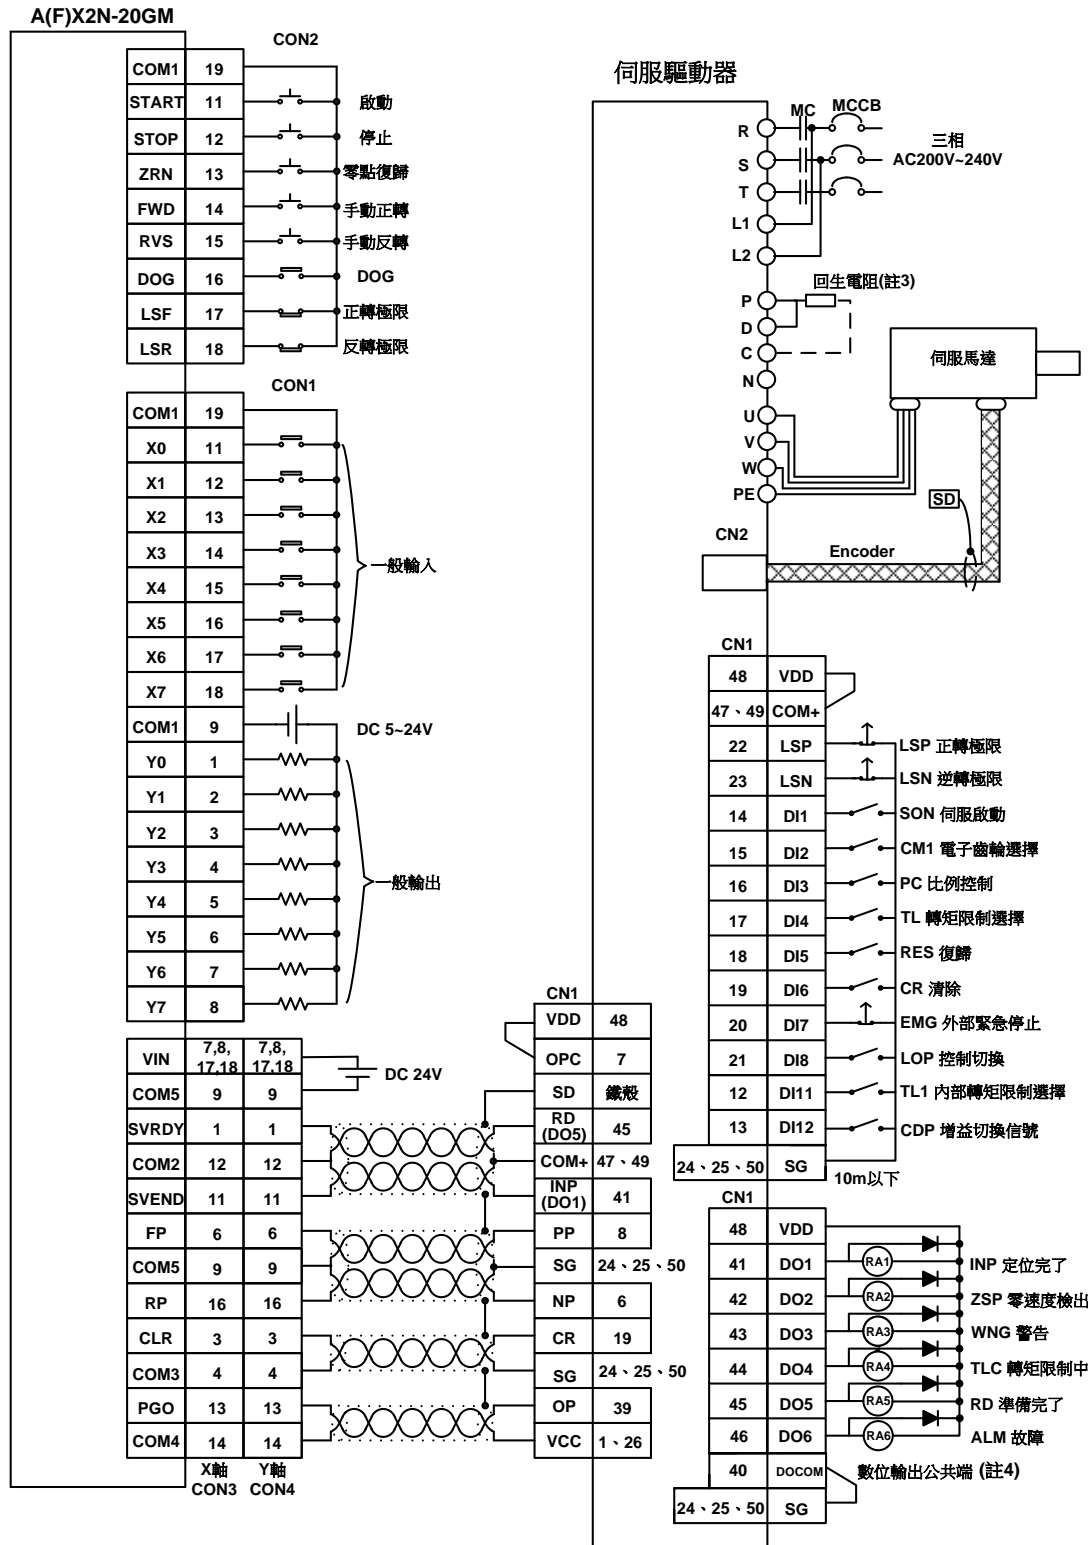 A(F)X2N-20GM
CON2
COM1 19
START 11 啟動
STOP 12 停止
ZRN 13 零點復歸
FWD 14 手動正轉
RVS 15 手動反轉
DOG 16 DOG
LSF 17 正轉極限
LSR 18 反轉極限
CON1
COM1 19
X0 11
X1 12
X2 13
X3 14
一般輸入
X4 15
X5 16
X6 17
X7 18
COM1 9 DC 5~24V
Y0 1
Y1 2
Y2 3
Y3 4
一般輸出
Y4 5
Y5 6
Y6 7
Y7 8
VIN 7,8, 17,18 7,8, 17,18
DC 24V
COM5 9 9
SVRDY 1 1
COM2 12 12
SVEND 11 11
FP 6 6
COM5 9 9
RP 16 16
CLR 3 3
COM3 4 4
PGO 13 13
COM4 14 14
X軸 Y軸
CON3 CON4
CN1
VDD 48
OPC 7
SD 鐵殼
RD (DO5) 45
COM+ 47、49
INP (DO1) 41
PP 8
SG 24、25、50
NP 6
CR 19
SG 24、25、50
OP 39
VCC 1、26
伺服驅動器
MC MCCB
R
S
T
三相
AC200V~240V
L1
L2
P
回生電阻(註3)
D
C
N
伺服馬達
U
V
W
PE
SD
CN2
Encoder
CN1
48 VDD
47、49 COM+
22 LSP LSP 正轉極限
23 LSN LSN 逆轉極限
14 DI1 SON 伺服啟動
15 DI2 CM1 電子齒輪選擇
16 DI3 PC 比例控制
17 DI4 TL 轉矩限制選擇
18 DI5 RES 復歸
19 DI6 CR 清除
20 DI7 EMG 外部緊急停止
21 DI8 LOP 控制切換
12 DI11 TL1 內部轉矩限制選擇
13 DI12 CDP 增益切換信號
24、25、50 SG
10m以下
CN1
48 VDD
41 DO1 RA1 INP 定位完了
42 DO2 RA2 ZSP 零速度檢出
43 DO3 RA3 WNG 警告
44 DO4 RA4 TLC 轉矩限制中
45 DO5 RA5 RD 準備完了
46 DO6 RA6 ALM 故障
40 DOCOM 數位輸出公共端 (註4)
24、25、50 SG